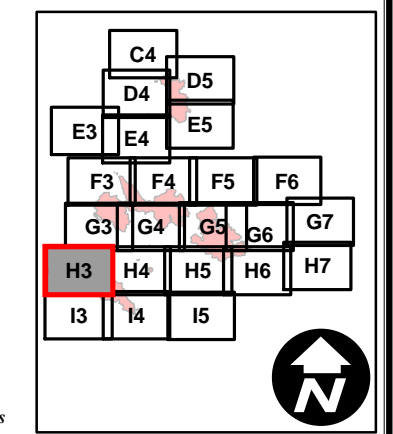 C4
D4 D5
E3 E4 E5
F3 F4 F5 F6
G3 G4 G5 G6 G7
H3 H4 H5 H6 H7
I3 I4 I5
N
s